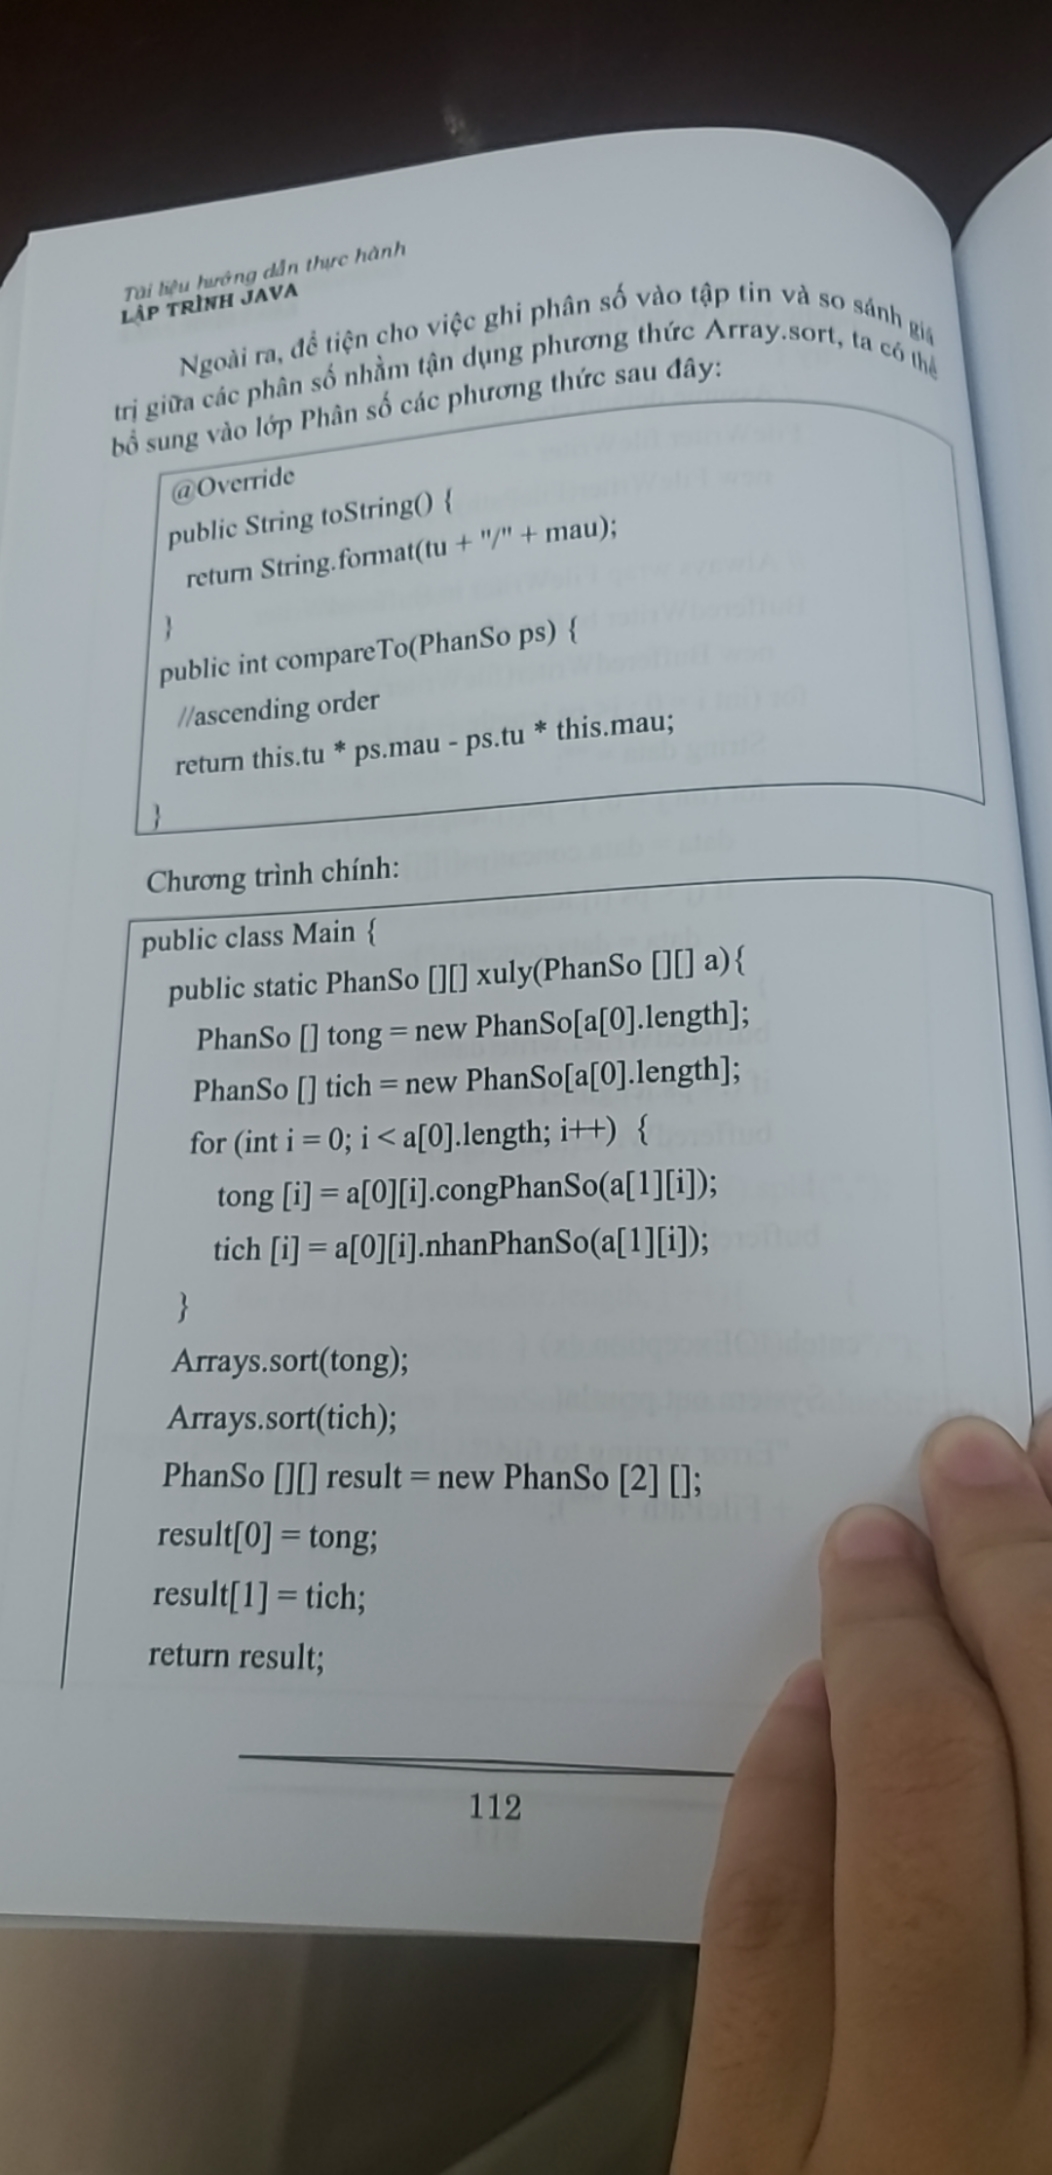 Tài liệu hướng dẫn thực hành
LẬP TRÌNH JAVA
Ngoài ra, để tiện cho việc ghi phân số vào tập tin và so sánh giá
trị giữa các phân số nhằm tận dụng phương thức Array.sort, ta có thể
bổ sung vào lớp Phân số các phương thức sau đây:
@Override
public String toString() {
return String.format(tu + "/" + mau);
}
public int compareTo(PhanSo ps) {
//ascending order
return this.tu * ps.mau - ps.tu * this.mau;
}
Chương trình chính:
public class Main {
public static PhanSo [][] xuly(PhanSo [][] a){
PhanSo [] tong = new PhanSo[a[0].length];
PhanSo [] tich = new PhanSo[a[0].length];
for (int i = 0; i < a[0].length; i++) {
tong [i] = a[0][i].congPhanSo(a[1][i]);
tich [i] = a[0][i].nhanPhanSo(a[1][i]);
}
Arrays.sort(tong);
Arrays.sort(tich);
PhanSo [][] result = new PhanSo [2] [];
result[0] = tong;
result[1] = tich;
return result;
112